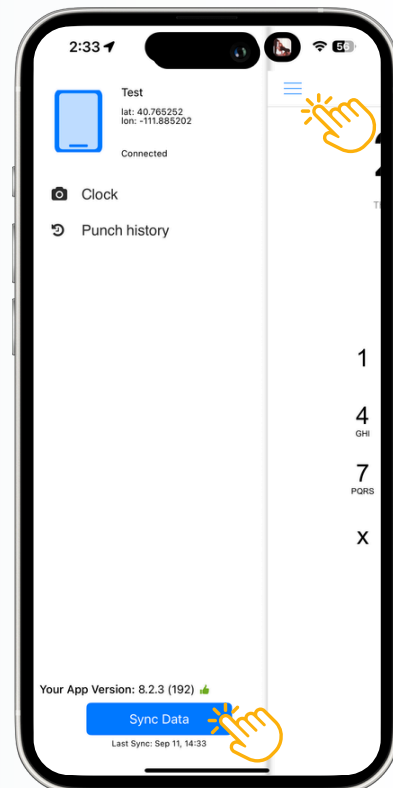 2:33
56
Test
lat: 40.765252
lon: -111.885202
Connected
Clock
Punch history
1
4
GHI
7
PQRS
X
Your App Version: 8.2.3 (192)
Sync Data
Last Sync: Sep 11, 14:33